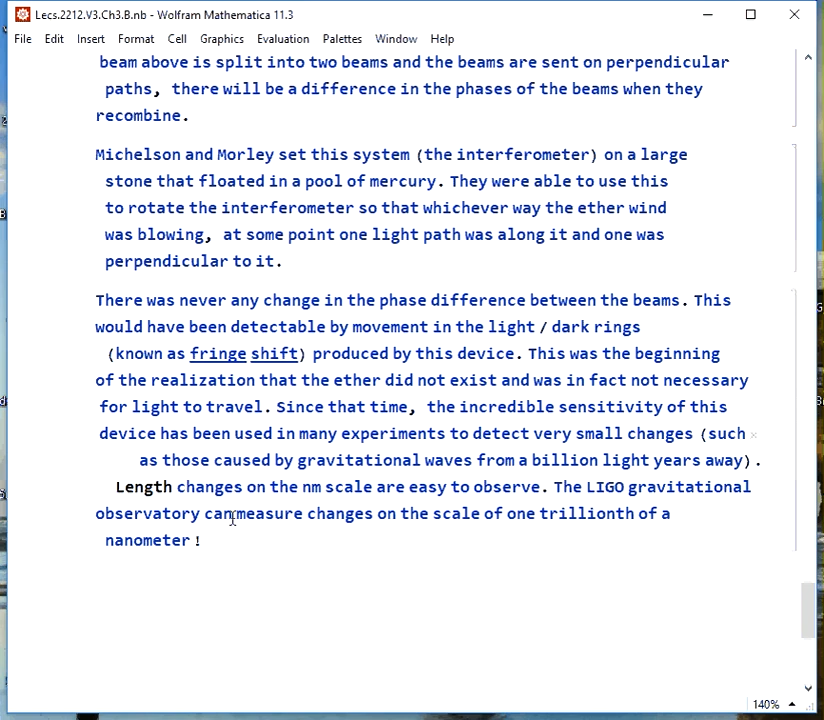 Lecs.2212.V3.Ch3.B.nb - Wolfram Mathematica 11.3
File Edit Insert Format Cell Graphics Evaluation Palettes Window Help
beam above is split into two beams and the beams are sent on perpendicular
paths, there will be a difference in the phases of the beams when they
recombine.
Michelson and Morley set this system (the interferometer) on a large
stone that floated in a pool of mercury. They were able to use this
to rotate the interferometer so that whichever way the ether wind
was blowing, at some point one light path was along it and one was
perpendicular to it.
There was never any change in the phase difference between the beams. This
would have been detectable by movement in the light / dark rings
(known as fringe shift) produced by this device. This was the beginning
of the realization that the ether did not exist and was in fact not necessary
for light to travel. Since that time, the incredible sensitivity of this
device has been used in many experiments to detect very small changes (such
as those caused by gravitational waves from a billion light years away).
Length changes on the nm scale are easy to observe. The LIGO gravitational
observatory canmeasure changes on the scale of one trillionth of a
nanometer !
140%